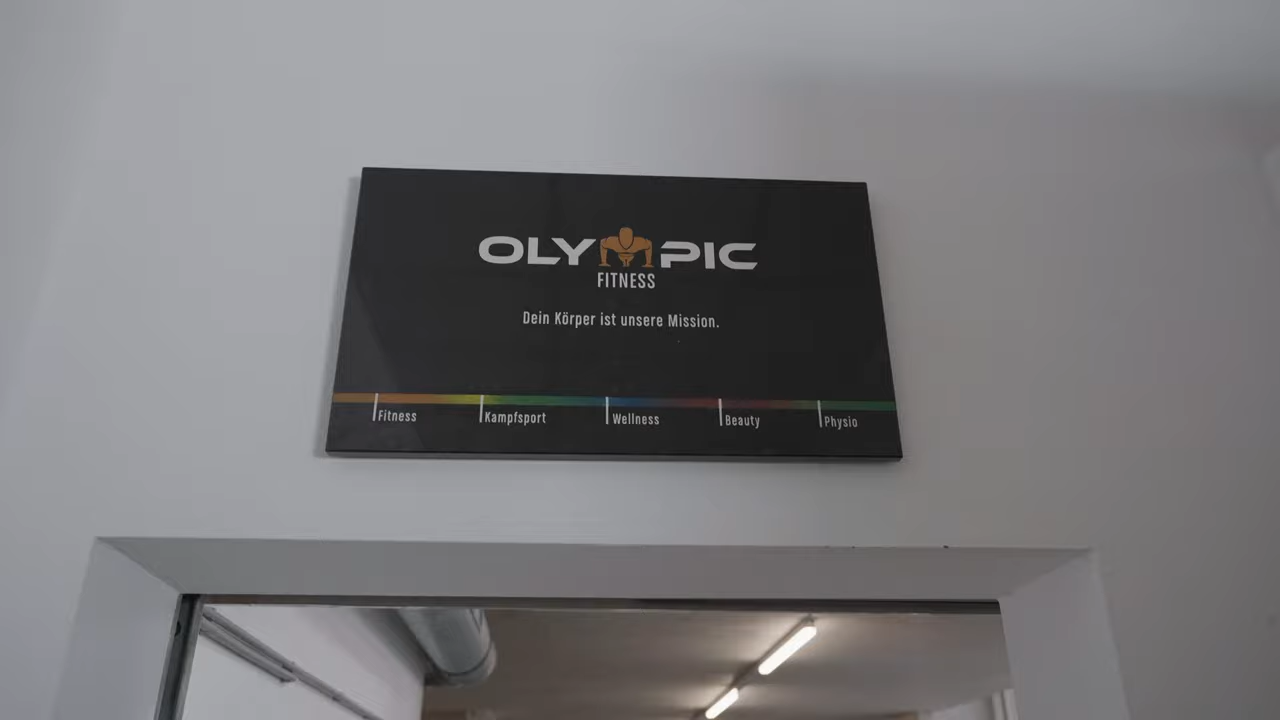 OLYMPIC
FITNESS
Dein Körper ist unsere Mission.
Fitness Kampfsport Wellness Beauty Physio